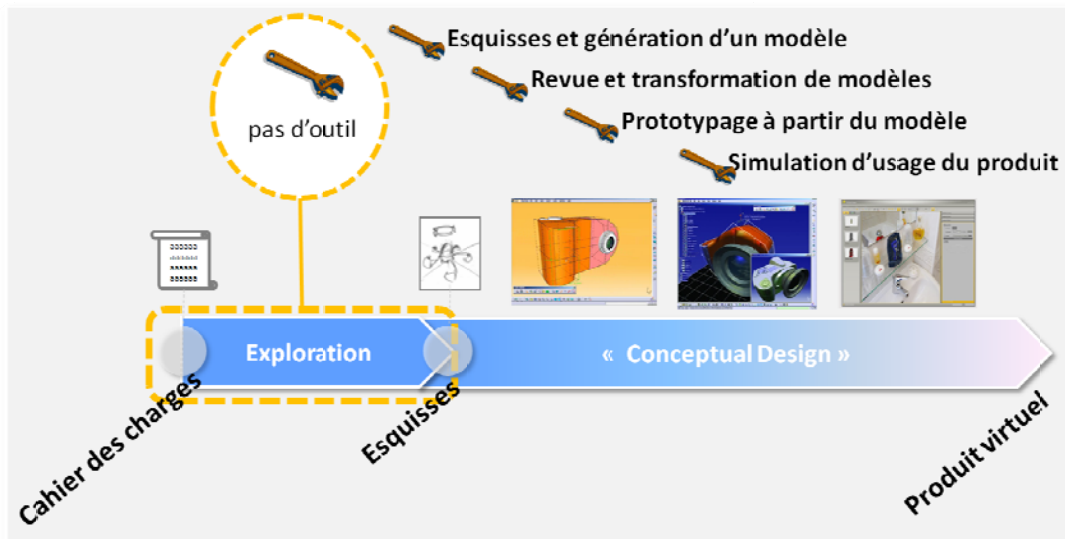 Esquisses et génération d’un modèle
Revue et transformation de modèles
pas d’outil
Prototypage à partir du modèle
Simulation d’usage du produit
Exploration
« Conceptual Design »
Cahier des charges
Esquisses
Produit virtuel